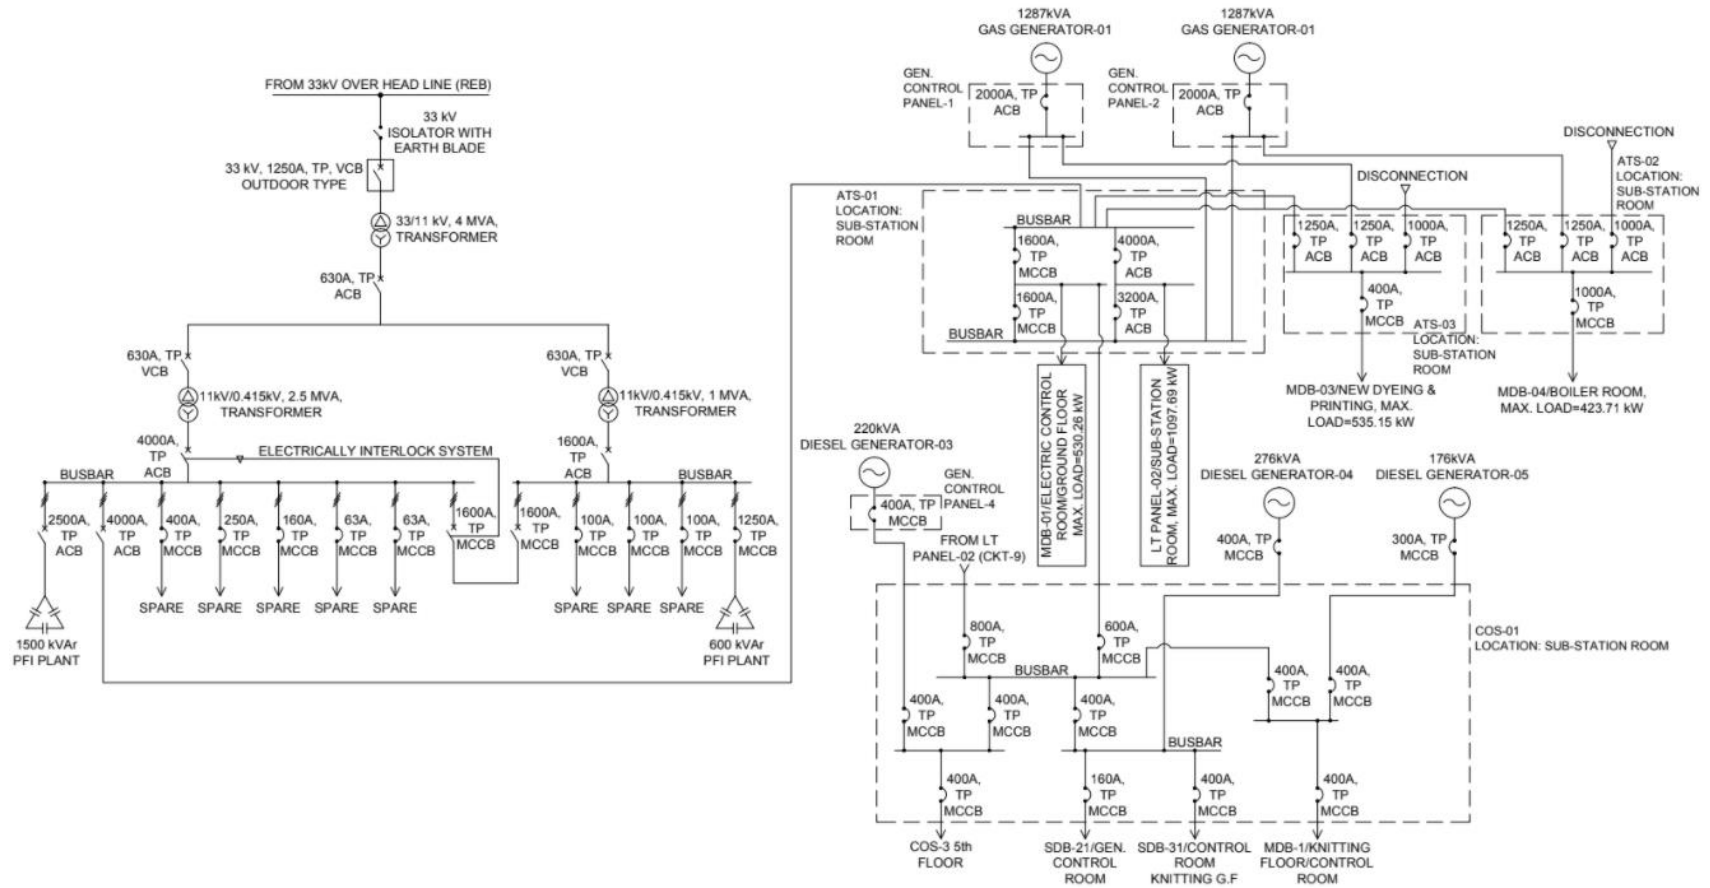 FROM 33kV OVER HEAD LINE (REB)
33 kV
ISOLATOR WITH
EARTH BLADE
33 kV, 1250A, TP, VCB
OUTDOOR TYPE
33/11 kV, 4 MVA,
TRANSFORMER
630A, TP
ACB
630A, TP
VCB
11kV/0.415kV, 2.5 MVA,
TRANSFORMER
4000A,
TP
ACB
ELECTRICALLY INTERLOCK SYSTEM
630A, TP
VCB
11kV/0.415kV, 1 MVA,
TRANSFORMER
1600A,
TP
ACB
BUSBAR
BUSBAR
2500A,
TP
ACB
4000A,
TP
ACB
400A,
TP
MCCB
250A,
TP
MCCB
160A,
TP
MCCB
63A,
TP
MCCB
63A,
TP
MCCB
1600A,
TP
MCCB
1600A,
TP
MCCB
100A,
TP
MCCB
100A,
TP
MCCB
100A,
TP
MCCB
1250A,
TP
MCCB
SPARE
SPARE
SPARE
SPARE
SPARE
SPARE
SPARE
SPARE
1500 kVAr
PFI PLANT
600 kVAr
PFI PLANT
1287kVA
GAS GENERATOR-01
1287kVA
GAS GENERATOR-01
GEN.
CONTROL
PANEL-1
2000A, TP
ACB
GEN.
CONTROL
PANEL-2
2000A, TP
ACB
DISCONNECTION
ATS-02
LOCATION:
SUB-STATION
ROOM
DISCONNECTION
ATS-01
LOCATION:
SUB-STATION
ROOM
BUSBAR
1600A,
TP
MCCB
4000A,
TP
ACB
1600A,
TP
MCCB
3200A,
TP
ACB
BUSBAR
1250A,
TP
ACB
1250A,
TP
ACB
1000A,
TP
ACB
400A,
TP
MCCB
ATS-03
LOCATION:
SUB-STATION
ROOM
1250A,
TP
ACB
1250A,
TP
ACB
1000A,
TP
ACB
1000A,
TP
MCCB
MDB-03/NEW DYEING &
PRINTING, MAX.
LOAD=535.15 kW
MDB-04/BOILER ROOM,
MAX. LOAD=423.71 kW
MDB-01/ELECTRIC CONTROL
ROOM/GROUND FLOOR
MAX. LOAD=530.26 kW
LT PANEL-02/SUB-STATION
ROOM, MAX. LOAD=1097.69 kW
220kVA
DIESEL GENERATOR-03
GEN.
CONTROL
PANEL-4
400A, TP
MCCB
FROM LT
PANEL-02 (CKT-9)
276kVA
DIESEL GENERATOR-04
400A, TP
MCCB
176kVA
DIESEL GENERATOR-05
300A, TP
MCCB
COS-01
LOCATION: SUB-STATION ROOM
800A,
TP
MCCB
600A,
TP
MCCB
BUSBAR
400A,
TP
MCCB
400A,
TP
MCCB
400A,
TP
MCCB
400A,
TP
MCCB
400A,
TP
MCCB
BUSBAR
400A,
TP
MCCB
160A,
TP
MCCB
400A,
TP
MCCB
400A,
TP
MCCB
COS-3 5th
FLOOR
SDB-21/GEN.
CONTROL
ROOM
SDB-31/CONTROL
ROOM
KNITTING G.F
MDB-1/KNITTING
FLOOR/CONTROL
ROOM